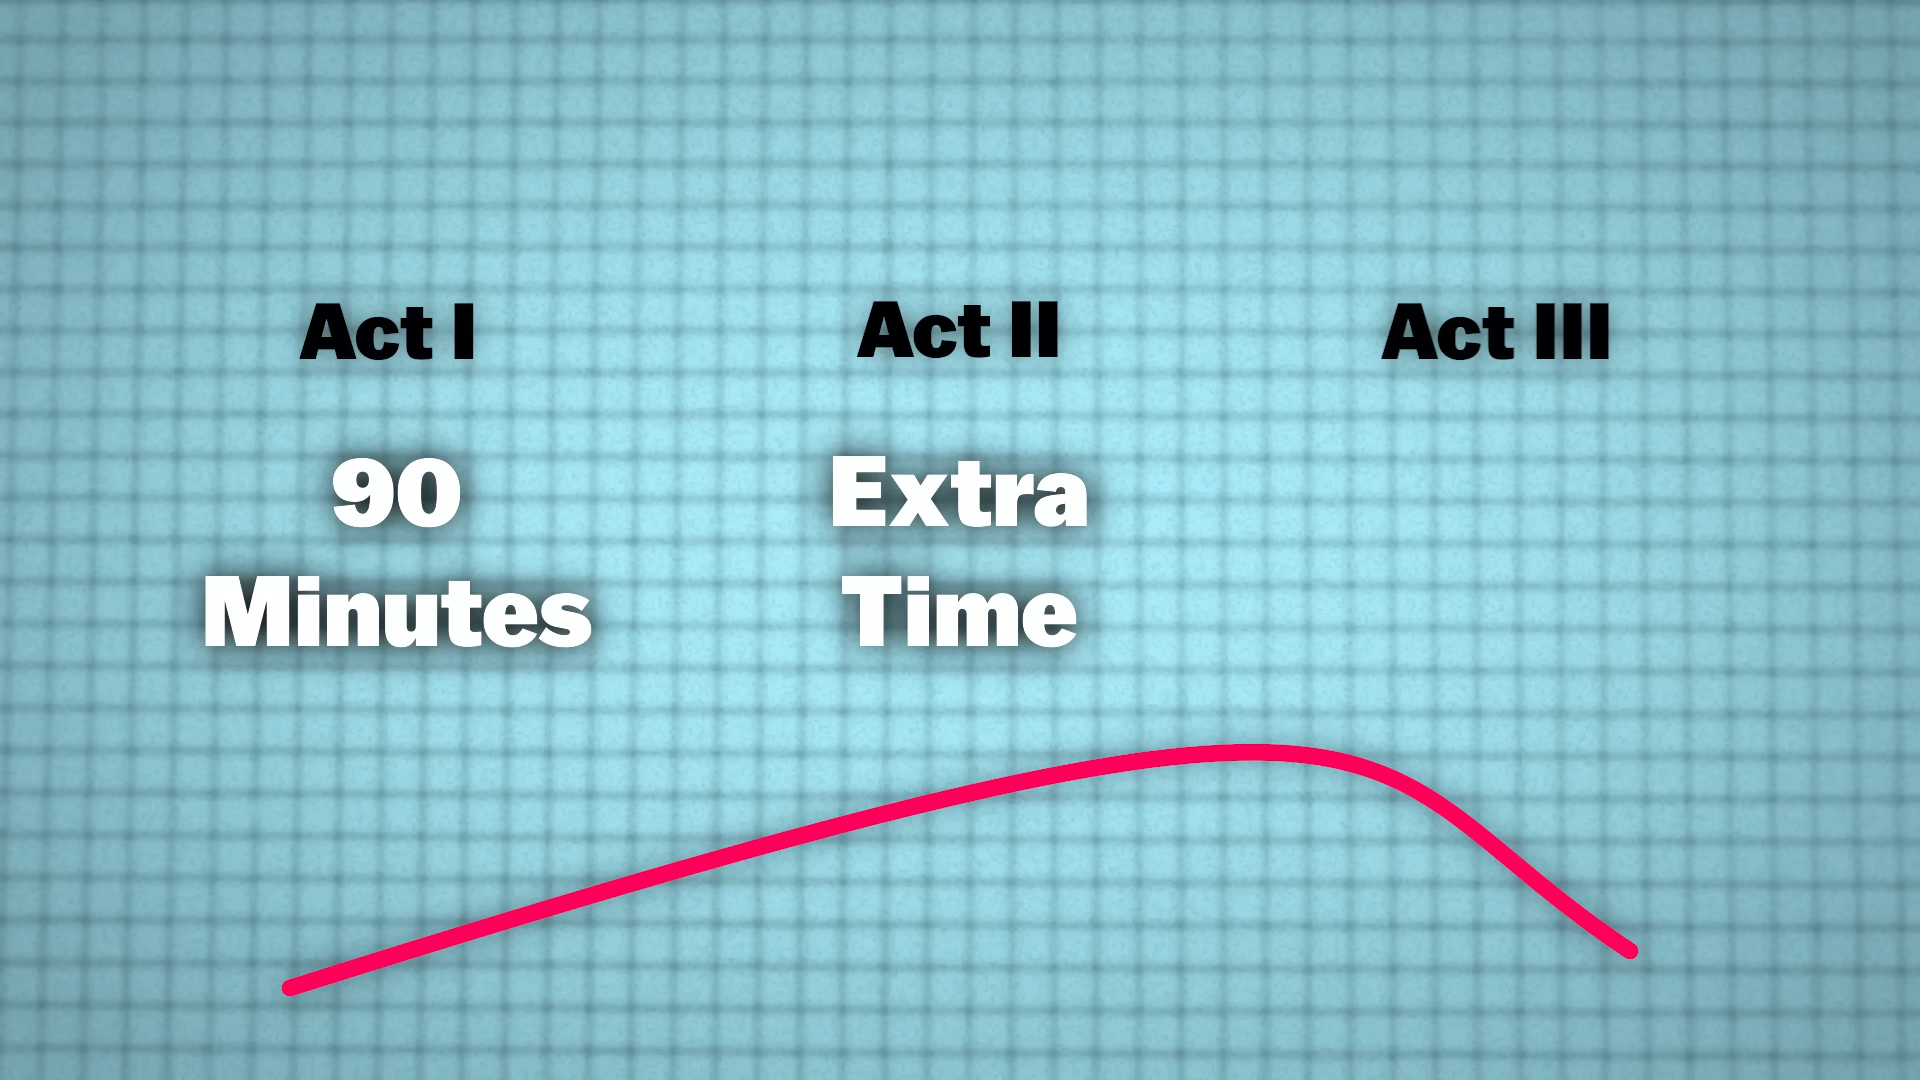 Act I
Act II
Act III
90
Minutes
Extra
Time